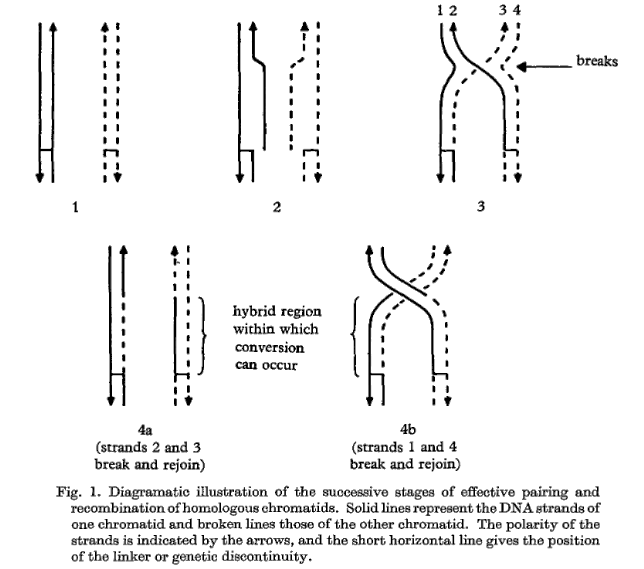 1 2 3 4
breaks
1
2
3
hybrid region
within which
conversion
can occur
4a
(strands 2 and 3
break and rejoin)
4b
(strands 1 and 4
break and rejoin)
Fig. 1. Diagramatic illustration of the successive stages of effective pairing and
recombination of homologous chromatids. Solid lines represent the DNA strands of
one chromatid and broken lines those of the other chromatid. The polarity of the
strands is indicated by the arrows, and the short horizontal line gives the position
of the linker or genetic discontinuity.